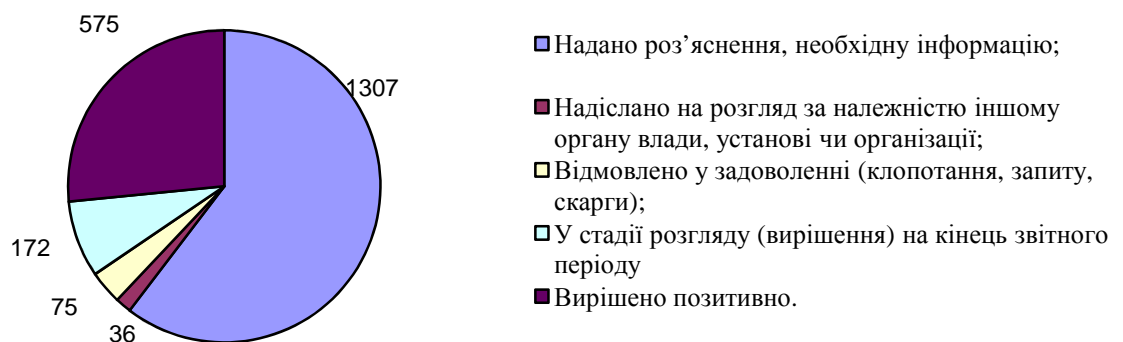 575
1307
172
75
36
Надано роз’яснення, необхідну інформацію;
Надіслано на розгляд за належністю іншому
органу влади, установі чи організації;
Відмовлено у задоволенні (клопотання, запиту,
скарги);
У стадії розгляду (вирішення) на кінець звітного
періоду
Вирішено позитивно.